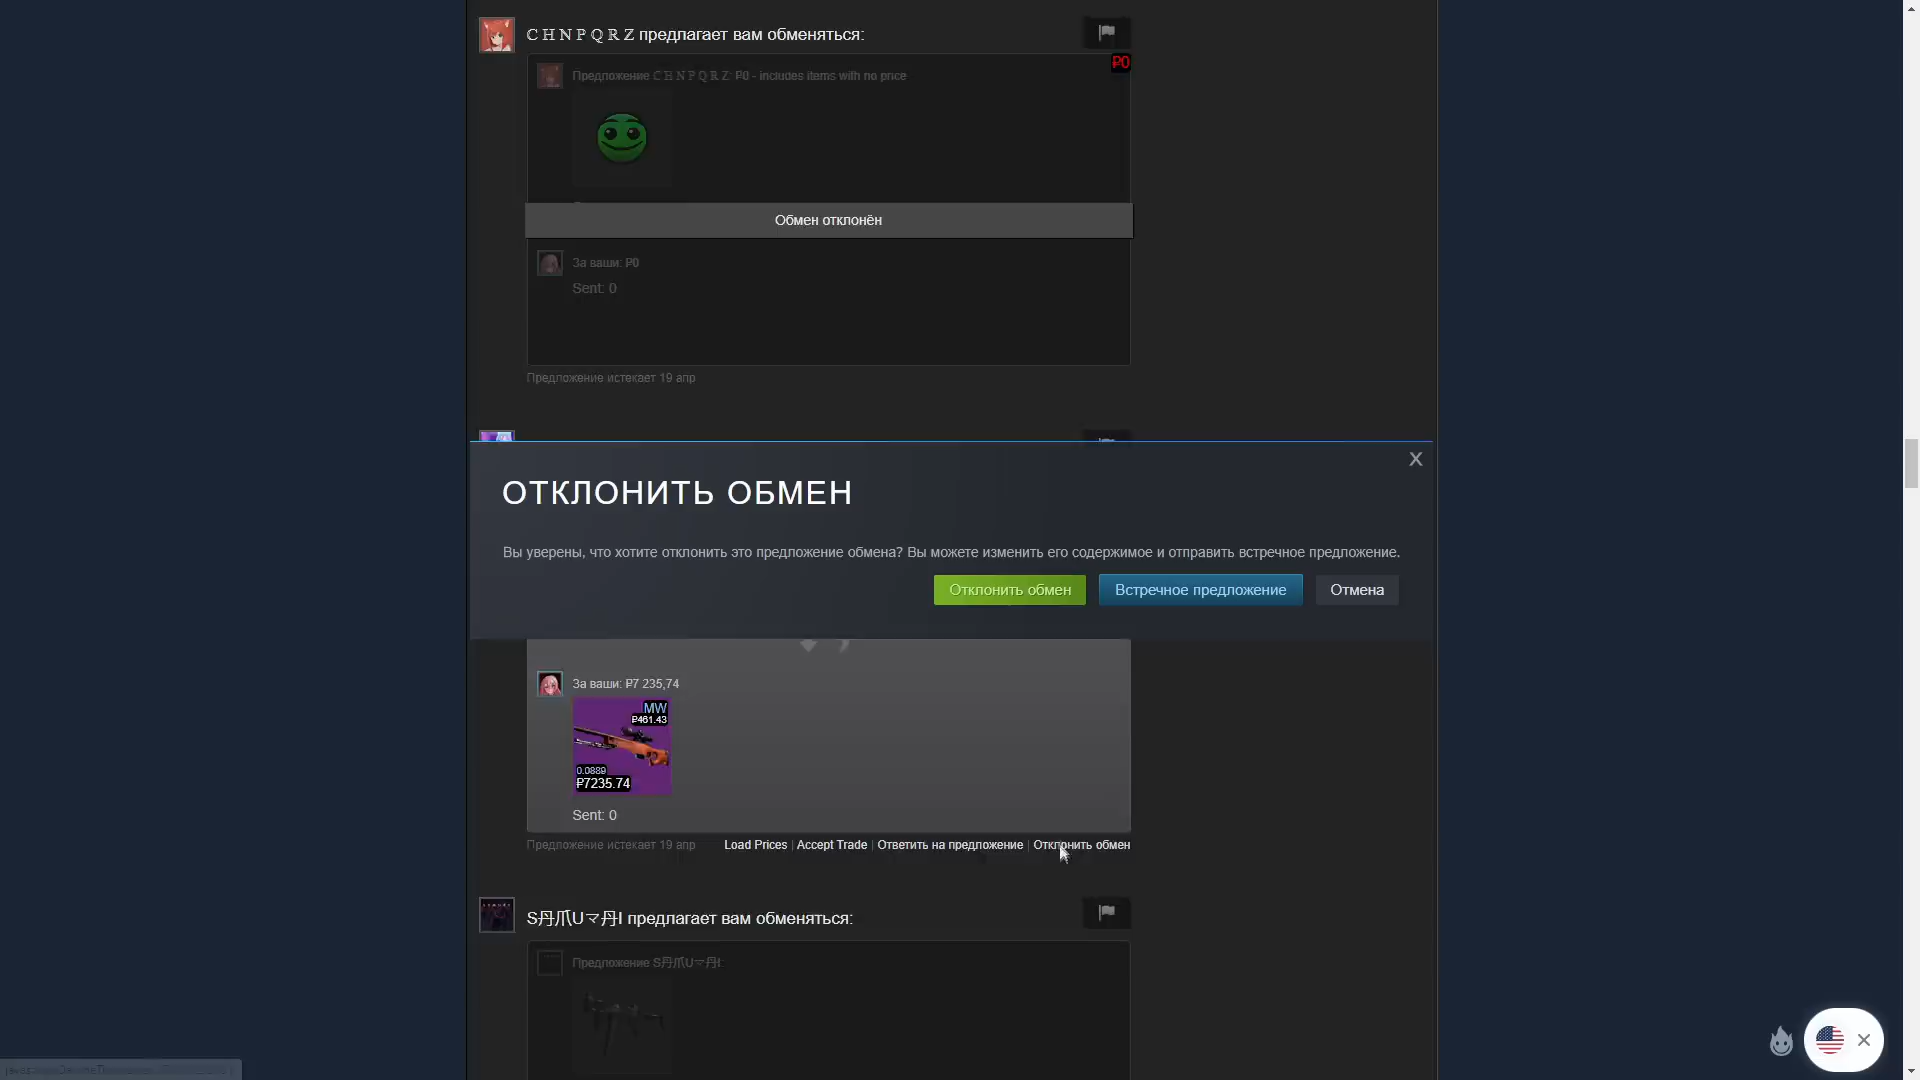 C H N P Q R Z предлагает вам обменяться:
₽0
Предложение C H N P Q R Z: ₽0 - includes items with no price
Обмен отклонён
За ваши: ₽0
Sent: 0
Предложение истекает 19 апр
X
ОТКЛОНИТЬ ОБМЕН
Вы уверены, что хотите отклонить это предложение обмена? Вы можете изменить его содержимое и отправить встречное предложение.
Отклонить обмен
Встречное предложение
Отмена
За ваши: ₽7 235,74
MW
₽461.43
0.0889
₽7235.74
Sent: 0
Предложение истекает 19 апр
Load Prices | Accept Trade | Ответить на предложение | Отклонить обмен
S丹爪Uマ丹I предлагает вам обменяться:
Предложение S丹爪Uマ丹I: